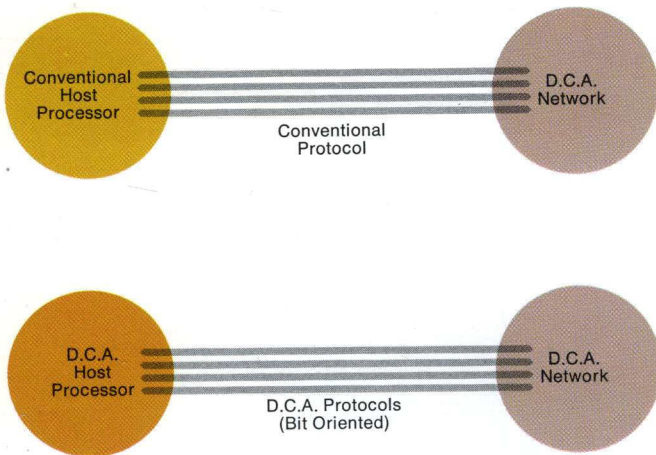 Conventional
Host
Processor
D.C.A.
Network
Conventional
Protocol
D.C.A.
Host
Processor
D.C.A.
Network
D.C.A. Protocols
(Bit Oriented)